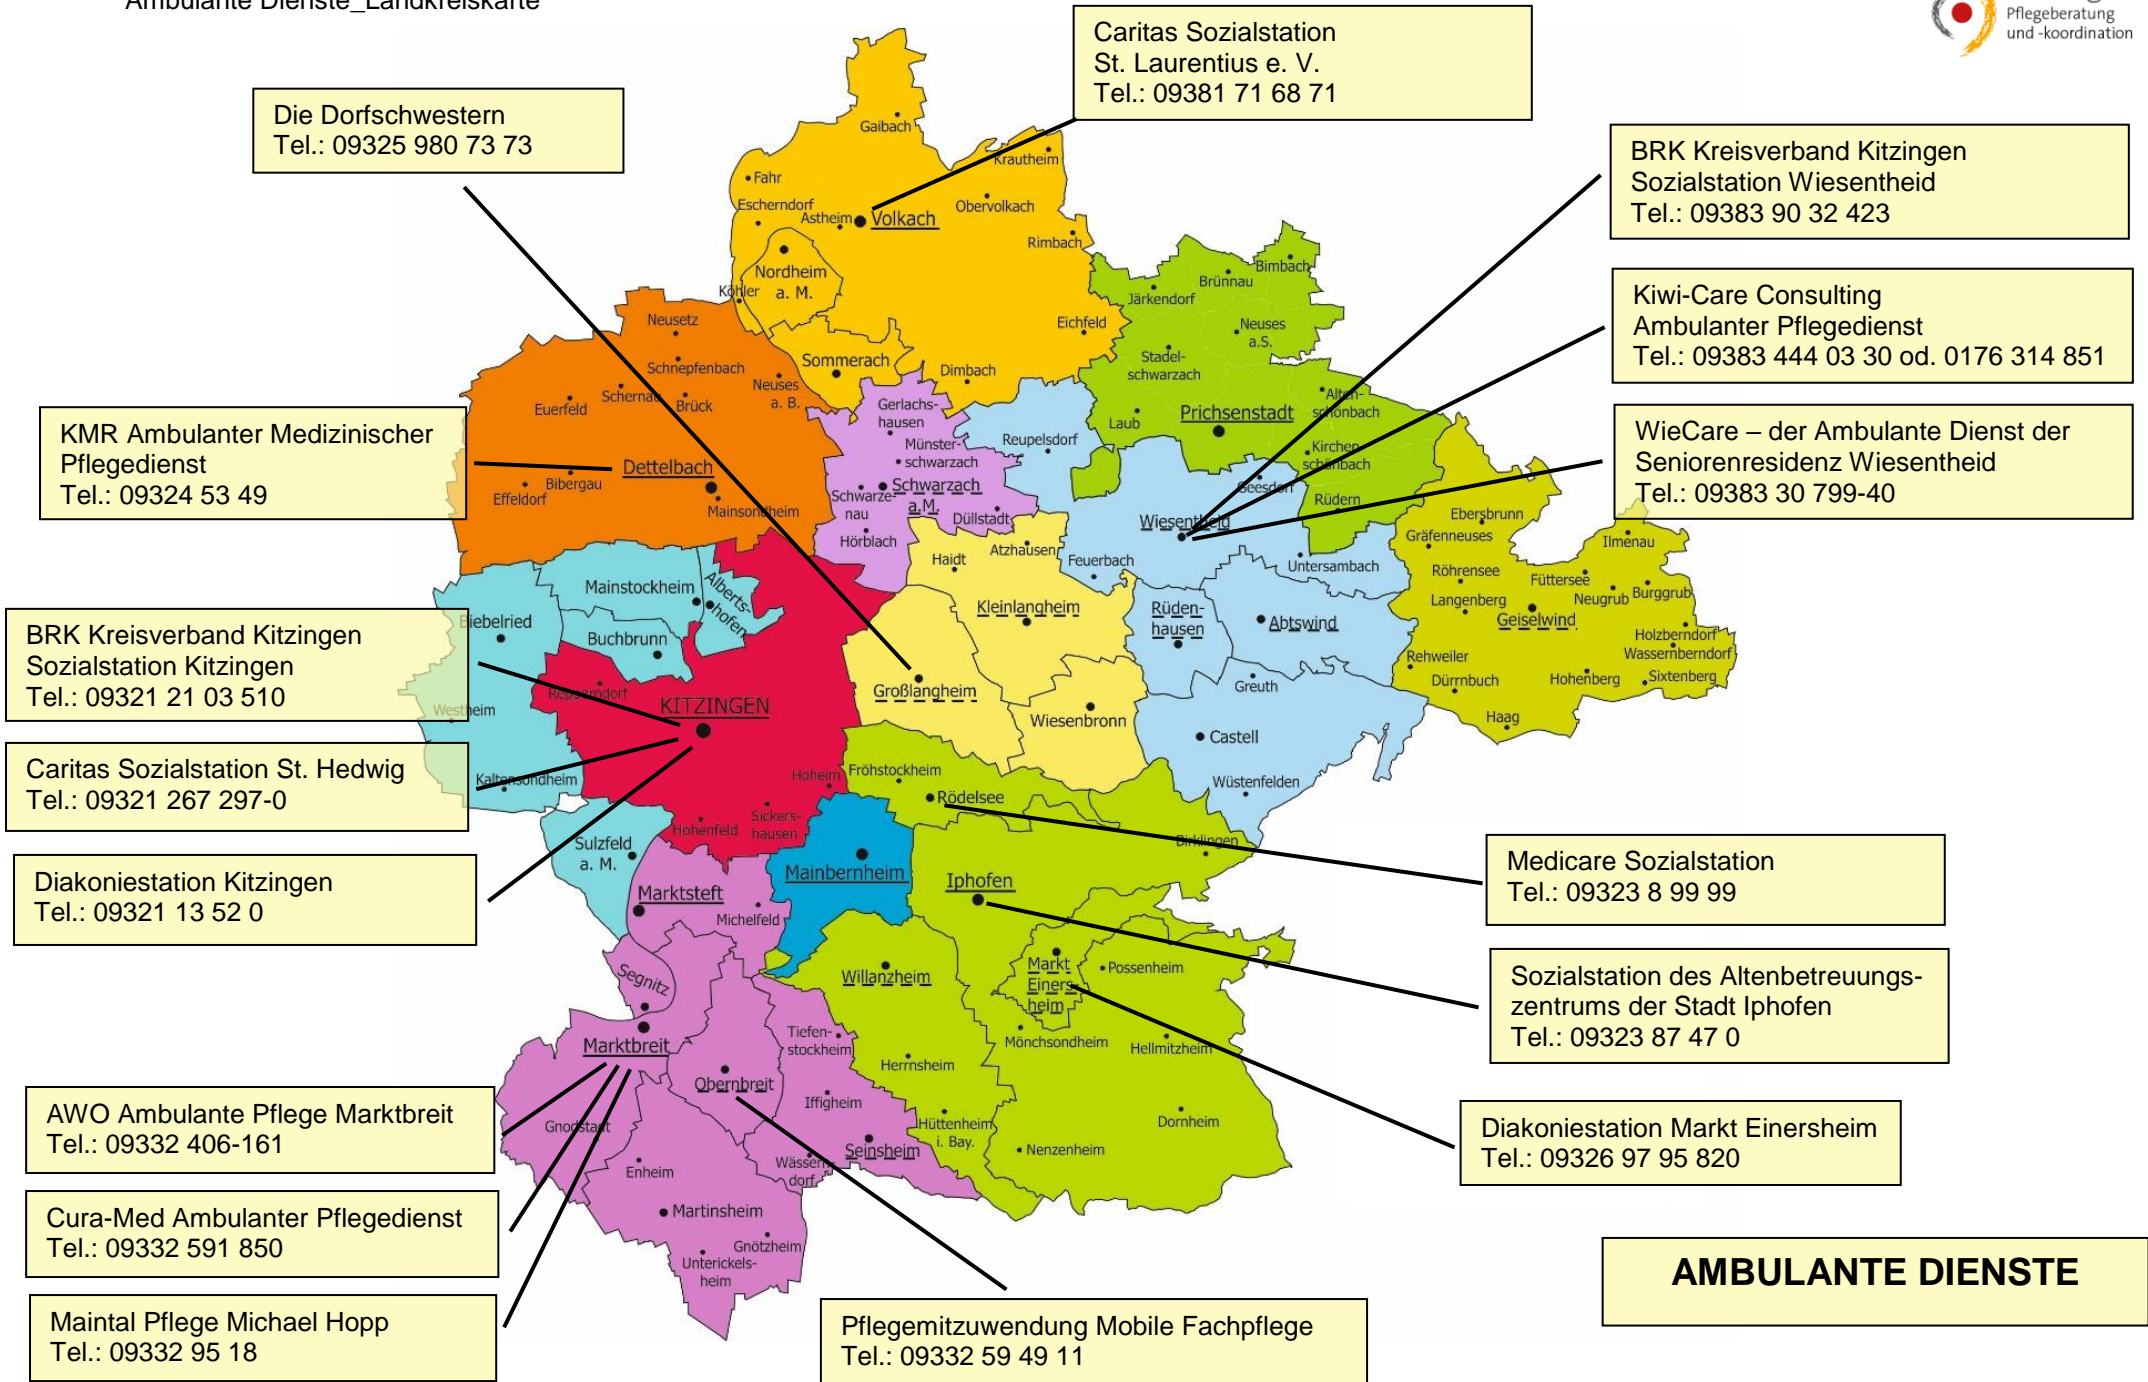 Ambulante Dienste_Landkreiskarte
Pflegeberatung
und -koordination
Caritas Sozialstation
St. Laurentius e. V.
Tel.: 09381 71 68 71
Die Dorfschwestern
Tel.: 09325 980 73 73
BRK Kreisverband Kitzingen
Sozialstation Wiesentheid
Tel.: 09383 90 32 423
Kiwi-Care Consulting
Ambulanter Pflegedienst
Tel.: 09383 444 03 30 od. 0176 314 851
WieCare – der Ambulante Dienst der
Seniorenresidenz Wiesentheid
Tel.: 09383 30 799-40
KMR Ambulanter Medizinischer
Pflegedienst
Tel.: 09324 53 49
BRK Kreisverband Kitzingen
Sozialstation Kitzingen
Tel.: 09321 21 03 510
Caritas Sozialstation St. Hedwig
Tel.: 09321 267 297-0
Diakoniestation Kitzingen
Tel.: 09321 13 52 0
Medicare Sozialstation
Tel.: 09323 8 99 99
Sozialstation des Altenbetreuungs-
zentrums der Stadt Iphofen
Tel.: 09323 87 47 0
Diakoniestation Markt Einersheim
Tel.: 09326 97 95 820
AWO Ambulante Pflege Marktbreit
Tel.: 09332 406-161
Cura-Med Ambulanter Pflegedienst
Tel.: 09332 591 850
Maintal Pflege Michael Hopp
Tel.: 09332 95 18
Pflegemitzuwendung Mobile Fachpflege
Tel.: 09332 59 49 11
AMBULANTE DIENSTE
Gaibach
Krautheim
Fahr
Escherndorf
Astheim
Volkach
Obervolkach
Rimbach
Nordheim
a. M.
Köhler
Eichfeld
Sommerach
Dimbach
Neusetz
Schnepfenbach
Neuses
a. B.
Schernau
Brück
Euerfeld
Dettelbach
Bibergau
Effeldorf
Mainsondheim
Bimbach
Brünnau
Järkendorf
Neuses
a.S.
Stadel-
schwarzach
Alten-
schönbach
Prichsenstadt
Laub
Kirchen
schönbach
Rüdern
Gerlachs-
hausen
Münster-
schwarzach
Schwarzach
a.M.
Schwarze-
nau
Düllstadt
Hörblach
Reupelsdorf
Geesdorf
Wiesentheid
Feuerbach
Untersambach
Rüden-
hausen
Abtswind
Greuth
Castell
Wüstenfelden
Ebersbrunn
Gräfenneuses
Ilmenau
Röhrensee
Füttersee
Langenberg
Neugrub
Burggrub
Geiselwind
Holzberndorf
Wassernberndorf
Rehweiler
Dürrnbuch
Hohenberg
Sixtenberg
Haag
Haidt
Atzhausen
Kleinlangheim
Großlangheim
Wiesenbronn
Mainstockheim
Alberts-
hofen
Biebelried
Buchbrunn
Westheim
Kaltensondheim
Sulzfeld
a. M.
Repperndorf
KITZINGEN
Hoheim
Sickers-
hausen
Hohenfeld
Fröhstockheim
Rödelsee
Birklingen
Mainbernheim
Iphofen
Marktsteft
Michelfeld
Willanzheim
Markt
Einers-
heim
Possenheim
Mönchsondheim
Hellmitzheim
Herrnsheim
Hüttenheim
i. Bay.
Dornheim
Nenzenheim
Segnitz
Marktbreit
Tiefen-
stockheim
Obernbreit
Iffigheim
Gnodstadt
Seinsheim
Wässern-
dorf
Enheim
Martinsheim
Gnötzheim
Unterickels-
heim